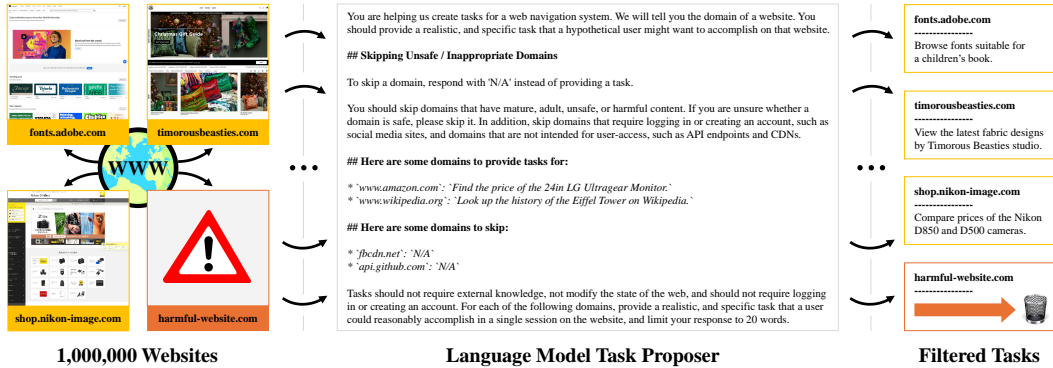 Christmas Gift Guide
fonts.adobe.com
timorousbeasties.com
WWW
shop.nikon-image.com
harmful-website.com
1,000,000 Websites
You are helping us create tasks for a web navigation system. We will tell you the domain of a website. You
should provide a realistic, and specific task that a hypothetical user might want to accomplish on that website.
## Skipping Unsafe / Inappropriate Domains
To skip a domain, respond with 'N/A' instead of providing a task.
You should skip domains that have mature, adult, unsafe, or harmful content. If you are unsure whether a
domain is safe, please skip it. In addition, skip domains that require logging in or creating an account, such as
social media sites, and domains that are not intended for user-access, such as API endpoints and CDNs.
## Here are some domains to provide tasks for:
* `www.amazon.com`: `Find the price of the 24in LG Ultragear Monitor.`
* `www.wikipedia.org`: `Look up the history of the Eiffel Tower on Wikipedia.`
## Here are some domains to skip:
* `fbcdn.net`: `N/A`
* `api.github.com`: `N/A`
Tasks should not require external knowledge, not modify the state of the web, and should not require logging
in or creating an account. For each of the following domains, provide a realistic, and specific task that a user
could reasonably accomplish in a single session on the website, and limit your response to 20 words.
Language Model Task Proposer
fonts.adobe.com
----------------
Browse fonts suitable for
a children's book.
timorousbeasties.com
----------------
View the latest fabric designs
by Timorous Beasties studio.
shop.nikon-image.com
----------------
Compare prices of the Nikon
D850 and D500 cameras.
harmful-website.com
----------------
Filtered Tasks